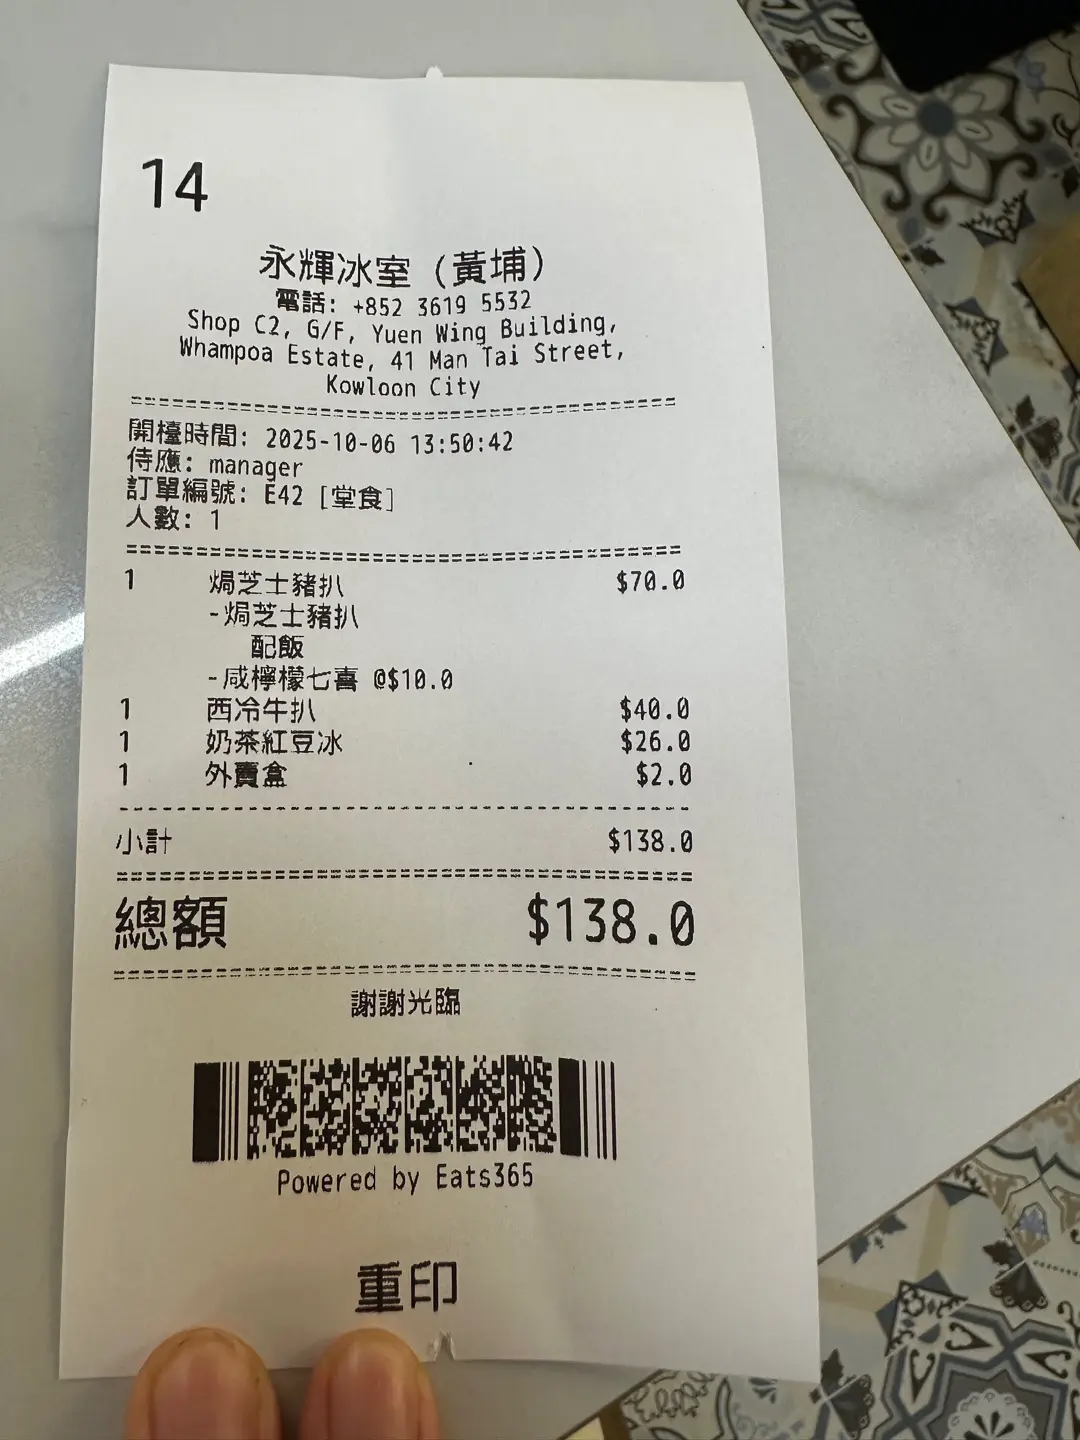 14
永輝冰室 (黃埔)
電話: +852 3619 5532
Shop C2, G/F, Yuen Wing Building,
Whampoa Estate, 41 Man Tai Street,
Kowloon City
開檯時間: 2025-10-06 13:50:42
侍應: manager
訂單編號: E42 [堂食]
人數: 1
1 焗芝士豬扒 $70.0
-焗芝士豬扒
配飯
-咸檸檬七喜 @$10.0
1 西冷牛扒 $40.0
1 奶茶紅豆冰 $26.0
1 外賣盒 $2.0
小計 $138.0
總額 $138.0
謝謝光臨
Powered by Eats365
重印